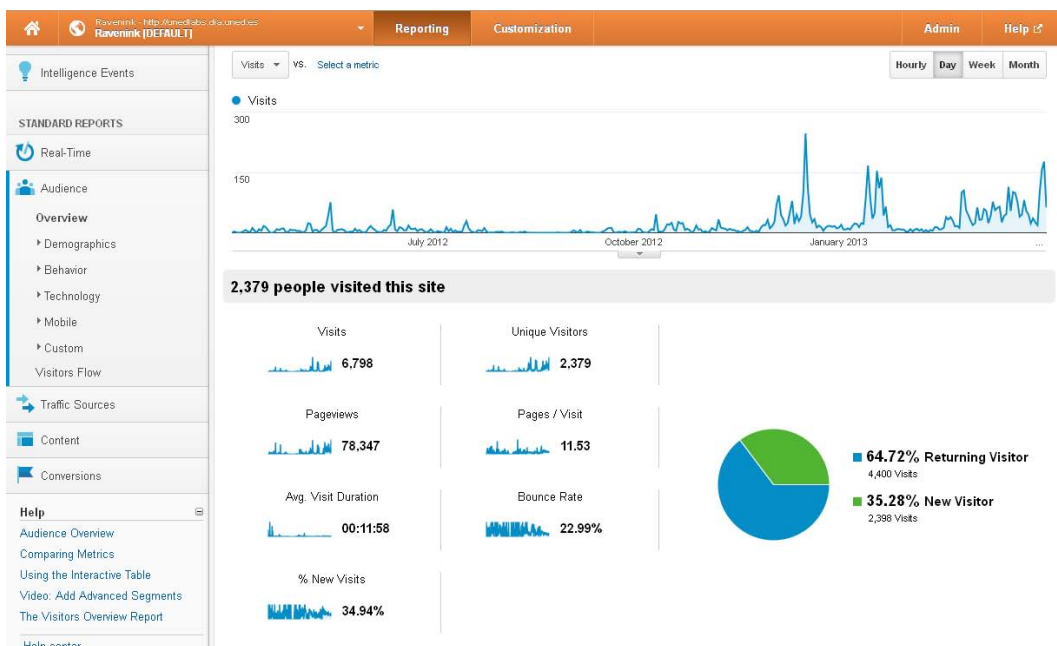 Ravenink - http://unedlabs.dia.uned.es
Ravenink [DEFAULT]
Reporting
Customization
Admin
Help
Intelligence Events
STANDARD REPORTS
Real-Time
Audience
Overview
Demographics
Behavior
Technology
Mobile
Custom
Visitors Flow
Traffic Sources
Content
Conversions
Help
Audience Overview
Comparing Metrics
Using the Interactive Table
Video: Add Advanced Segments
The Visitors Overview Report
Help center
Visits VS. Select a metric
Hourly Day Week Month
Visits
300
150
July 2012 October 2012 January 2013 ...
2,379 people visited this site
Visits
6,798
Unique Visitors
2,379
Pageviews
78,347
Pages / Visit
11.53
Avg. Visit Duration
00:11:58
Bounce Rate
22.99%
% New Visits
34.94%
64.72% Returning Visitor
4,400 Visits
35.28% New Visitor
2,398 Visits